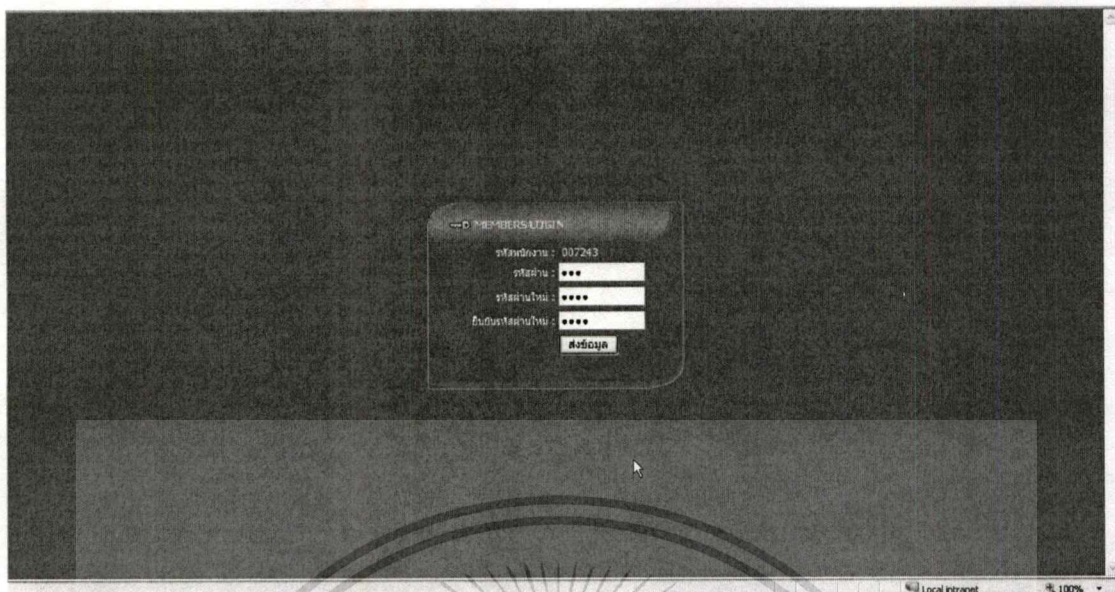 MEMBERS LOGIN
รหัสพนักงาน : 007243
รหัสผ่าน : •••
รหัสผ่านใหม่ : ••••
ยืนยันรหัสผ่านใหม่ : ••••
ส่งข้อมูล
Local intranet 100%